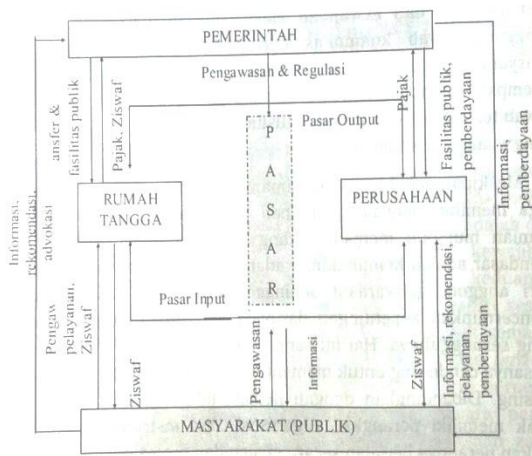 PEMERINTAH
Pengawasan & Regulasi
Pasar Output
ansfer &
fasilitas publik
Pajak, Ziswaf
Pajak
Fasilitas publik,
pemberdayaan
Informasi,
pemberdayaan
P
A
S
A
R
RUMAH
TANGGA
PERUSAHAAN
Informasi,
rekomendasi,
advokasi
Pasar Input
Pengaw
pelayanan,
Ziswaf
Ziswaf
Pengawasan
Informasi
Ziswaf
Informasi, rekomendasi,
pelayanan,
pemberdayaan
MASYARAKAT (PUBLIK)